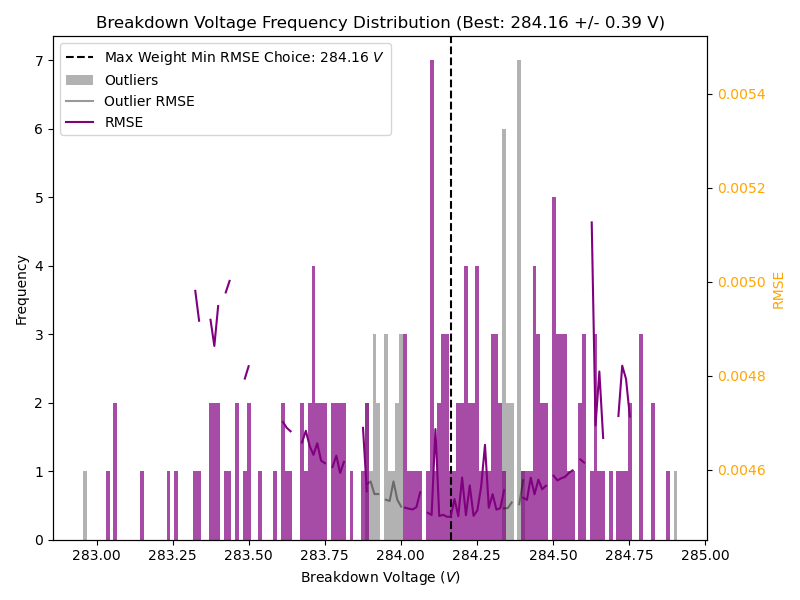 Breakdown Voltage Frequency Distribution (Best: 284.16 +/- 0.39 V)
Max Weight Min RMSE Choice: 284.16 V
Outliers
Outlier RMSE
RMSE
7
6
5
4
3
2
1
0
Frequency
0.0054
0.0052
0.0050
0.0048
0.0046
RMSE
283.00 283.25 283.50 283.75 284.00 284.25 284.50 284.75 285.00
Breakdown Voltage (V)